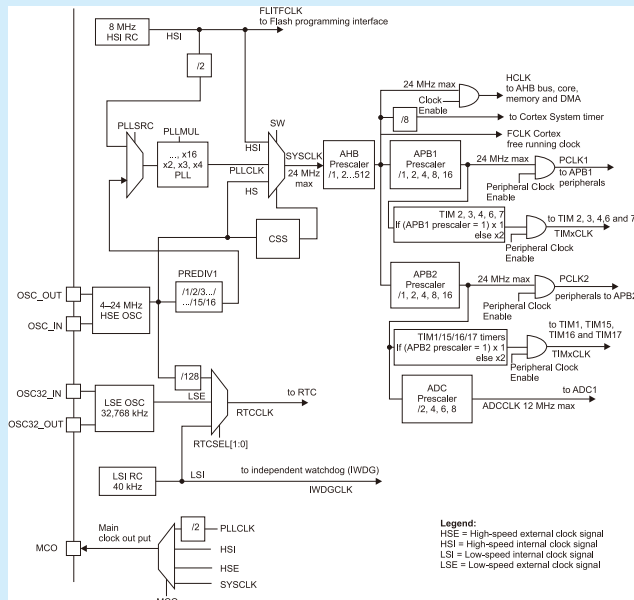 FLITFCLK
to Flash programming interface
8 MHz
HSI RC
HSI
/2
HCLK
to AHB bus, core,
memory and DMA
24 MHz max
Clock
Enable
/8
to Cortex System timer
FCLK Cortex
free running clock
SW
PLLSRC
PLLMUL
..., x16
x2, x3, x4
PLL
HSI
PLLCLK
HS
SYSCLK
24 MHz
max
AHB
Prescaler
/1, 2...512
APB1
Prescaler
/1, 2, 4, 8, 16
24 MHz max
PCLK1
to APB1
peripherals
Peripheral Clock
Enable
TIM 2, 3, 4, 6, 7
If (APB1 prescaler = 1) x 1
else x2
to TIM 2, 3, 4,6 and 7
TIMxCLK
Peripheral Clock
Enable
CSS
PREDIV1
/1/2/3.../
.../15/16
OSC_OUT
OSC_IN
4–24 MHz
HSE OSC
APB2
Prescaler
/1, 2, 4, 8, 16
24 MHz max
PCLK2
peripherals to APB2
Peripheral Clock
Enable
TIM1/15/16/17 timers
If (APB2 prescaler = 1) x 1
else x2
to TIM1, TIM15,
TIM16 and TIM17
TIMxCLK
Peripheral Clock
Enable
/128
OSC32_IN
OSC32_OUT
LSE OSC
32,768 kHz
LSE
to RTC
RTCCLK
RTCSEL[1:0]
ADC
Prescaler
/2, 4, 6, 8
to ADC1
ADCCLK 12 MHz max
LSI RC
40 kHz
LSI
to independent watchdog (IWDG)
IWDGCLK
MCO
Main
clock out put
/2
PLLCLK
HSI
HSE
SYSCLK
MCO
Legend:
HSE = High-speed external clock signal
HSI = High-speed internal clock signal
LSI = Low-speed internal clock signal
LSE = Low-speed external clock signal